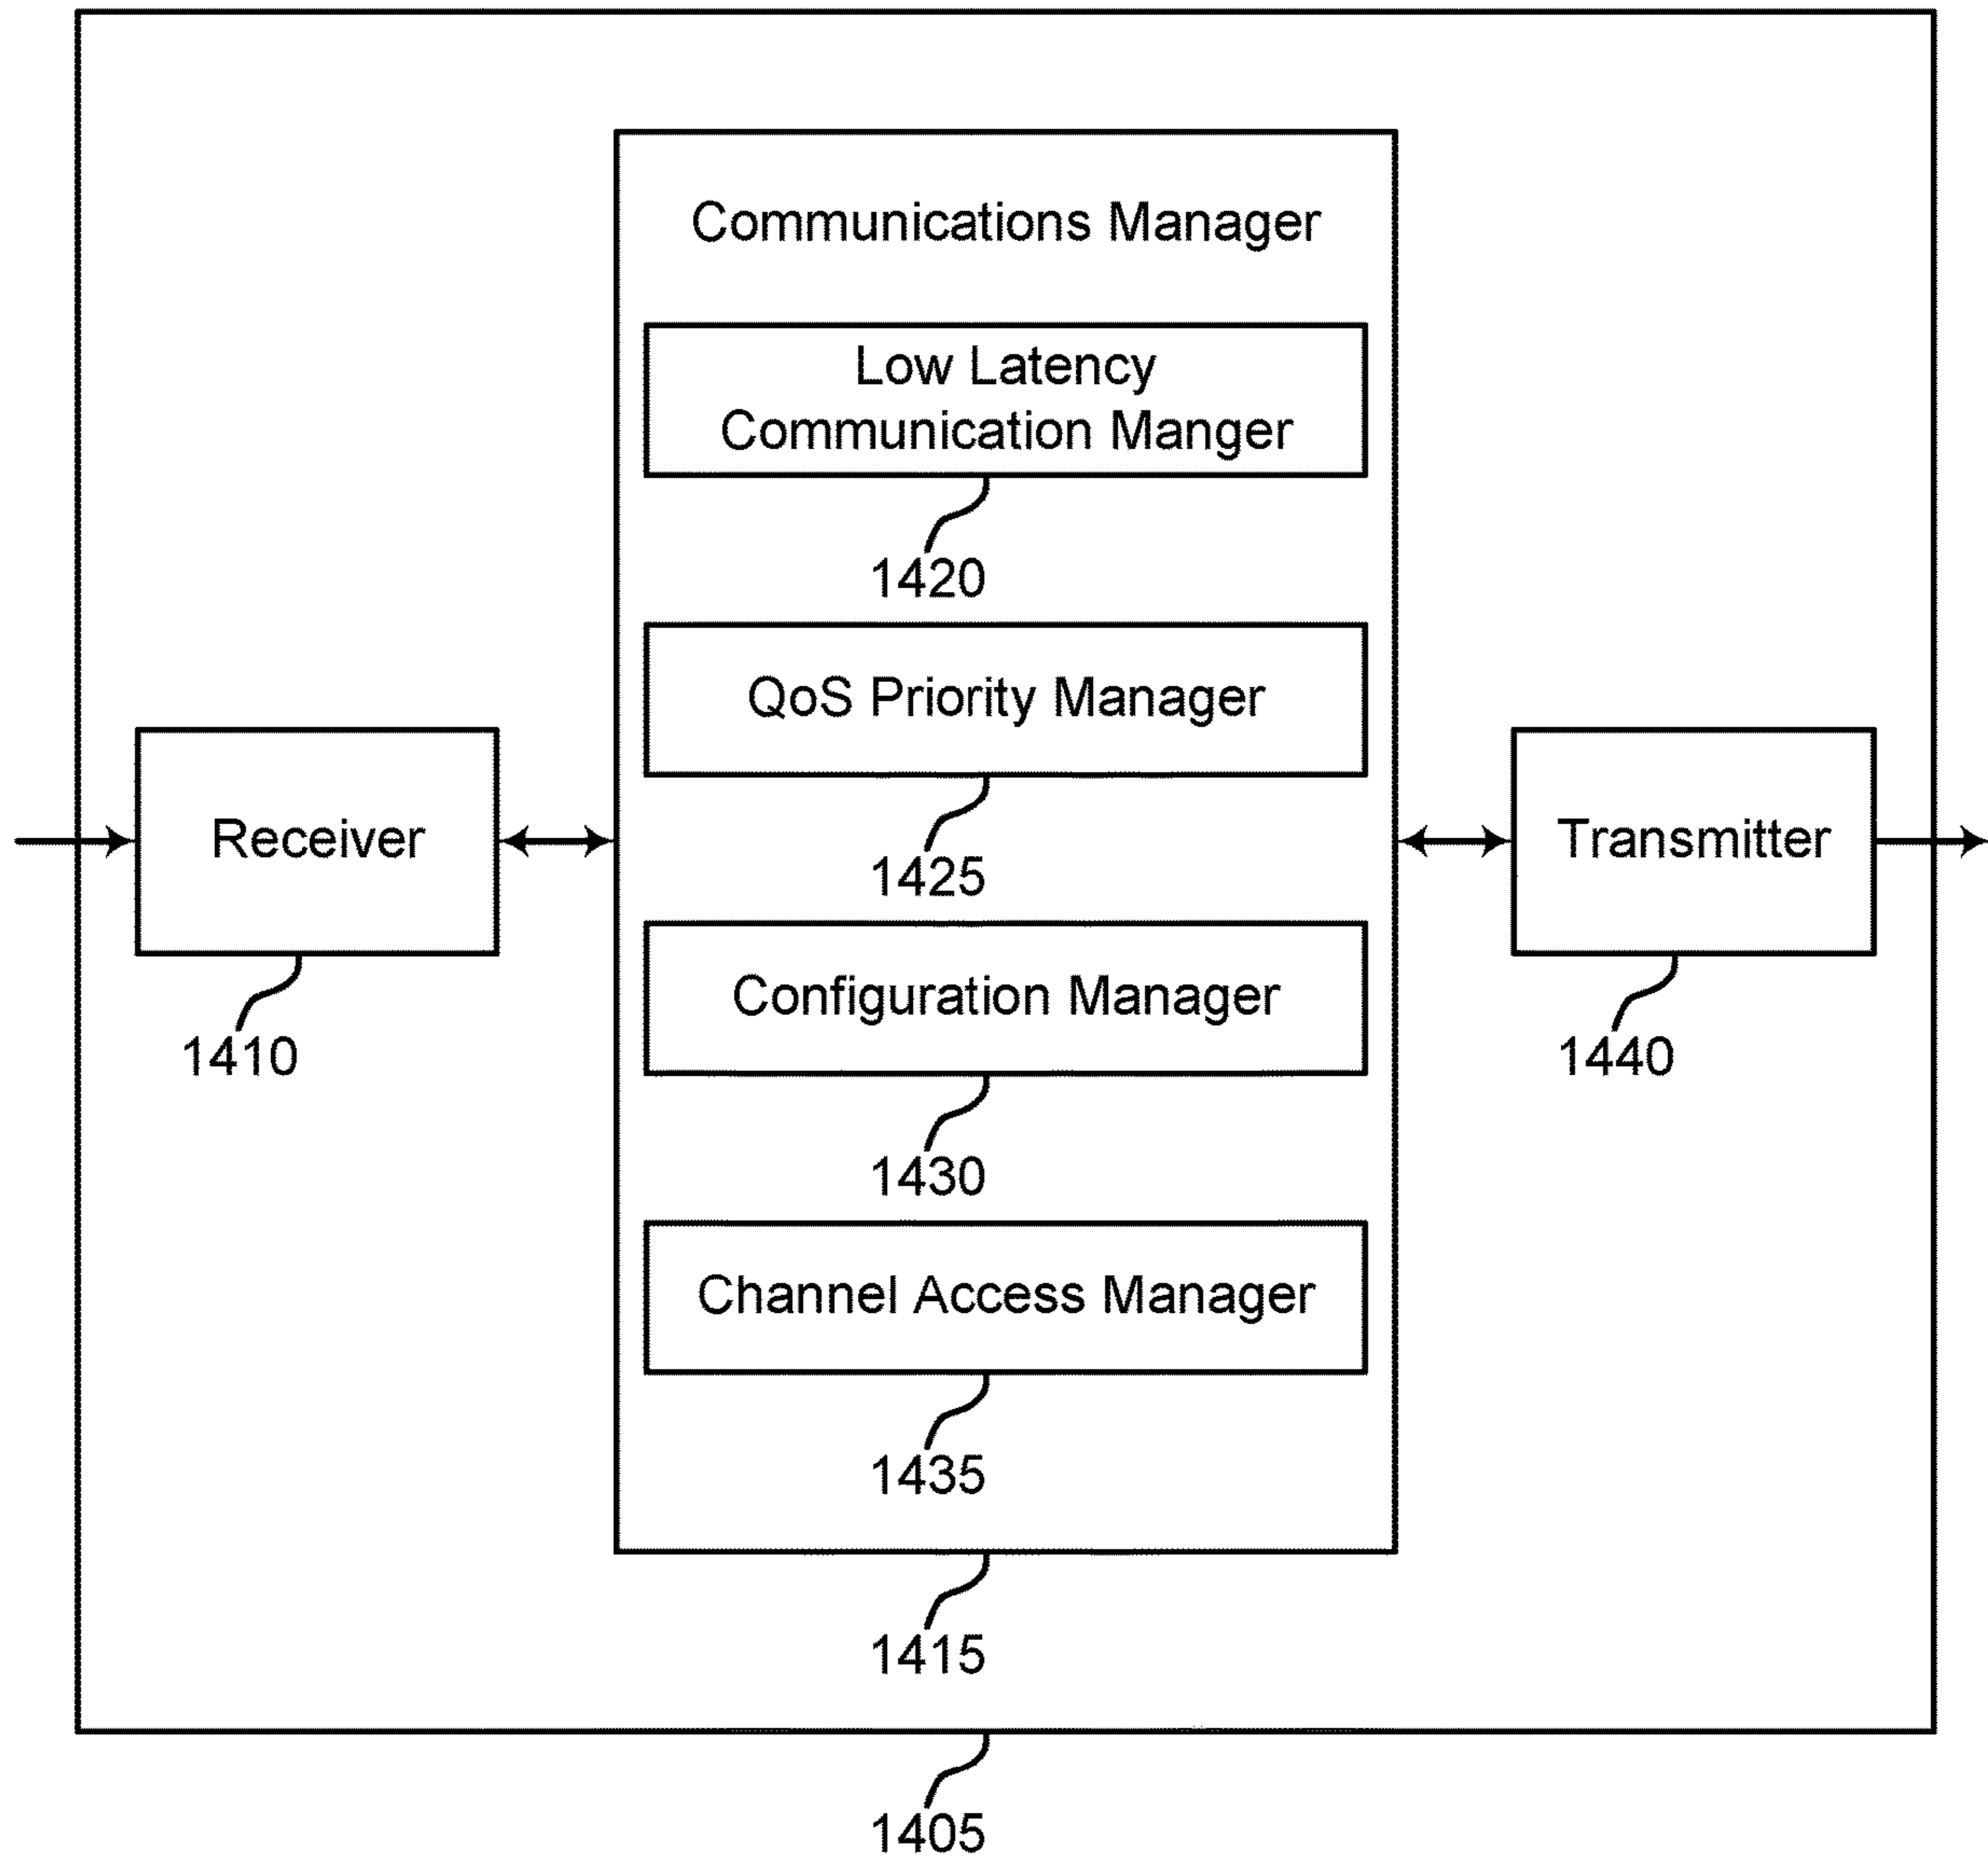 Communications Manager
Low Latency
Communication Manger
1420
QoS Priority Manager
1425
Receiver
1410
Transmitter
1440
Configuration Manager
1430
Channel Access Manager
1435
1415
1405